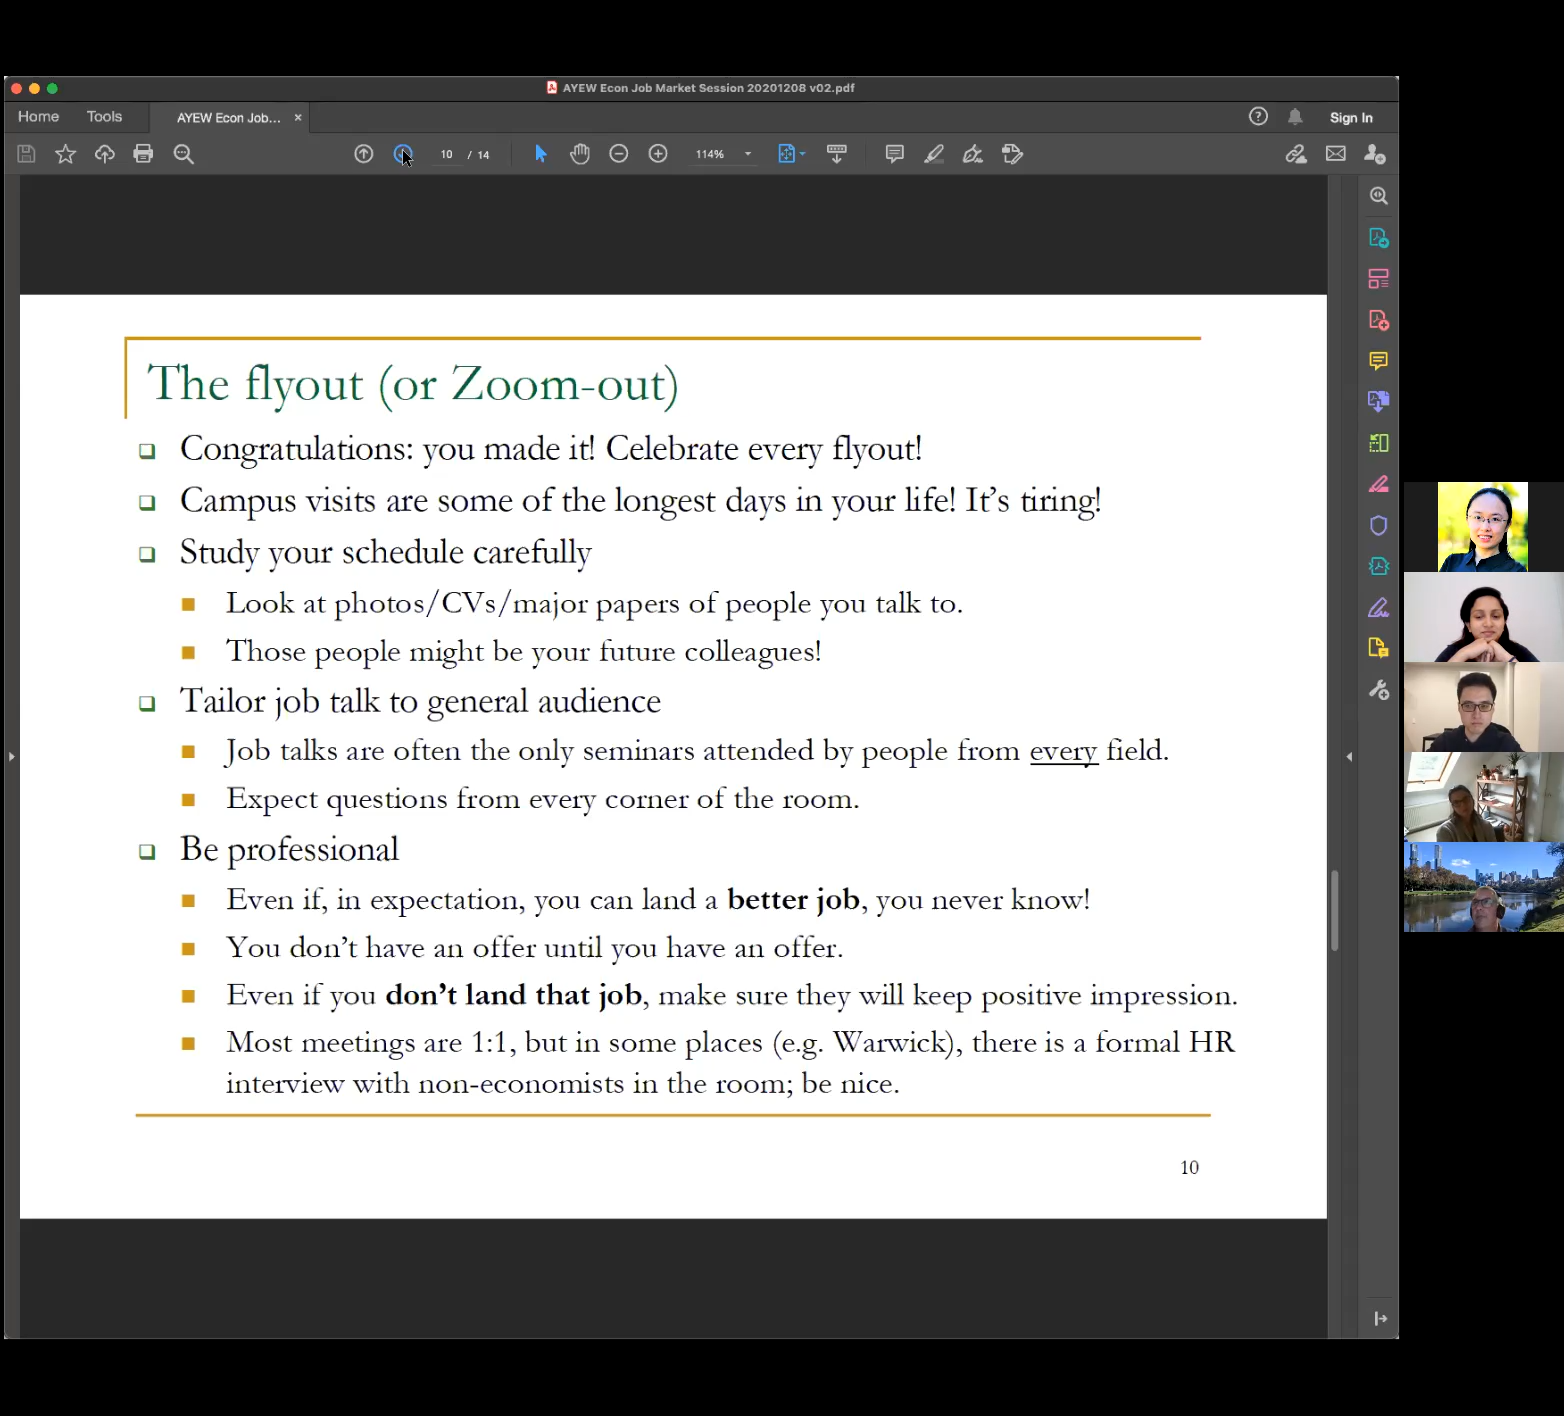 AYEW Econ Job Market Session 20201208 v02.pdf
Home Tools AYEW Econ Job... × ? Sign In
10 / 14 114%
The flyout (or Zoom-out)
Congratulations: you made it! Celebrate every flyout!
Campus visits are some of the longest days in your life! It's tiring!
Study your schedule carefully
Look at photos/CVs/major papers of people you talk to.
Those people might be your future colleagues!
Tailor job talk to general audience
Job talks are often the only seminars attended by people from every field.
Expect questions from every corner of the room.
Be professional
Even if, in expectation, you can land a better job, you never know!
You don't have an offer until you have an offer.
Even if you don't land that job, make sure they will keep positive impression.
Most meetings are 1:1, but in some places (e.g. Warwick), there is a formal HR
interview with non-economists in the room; be nice.
10